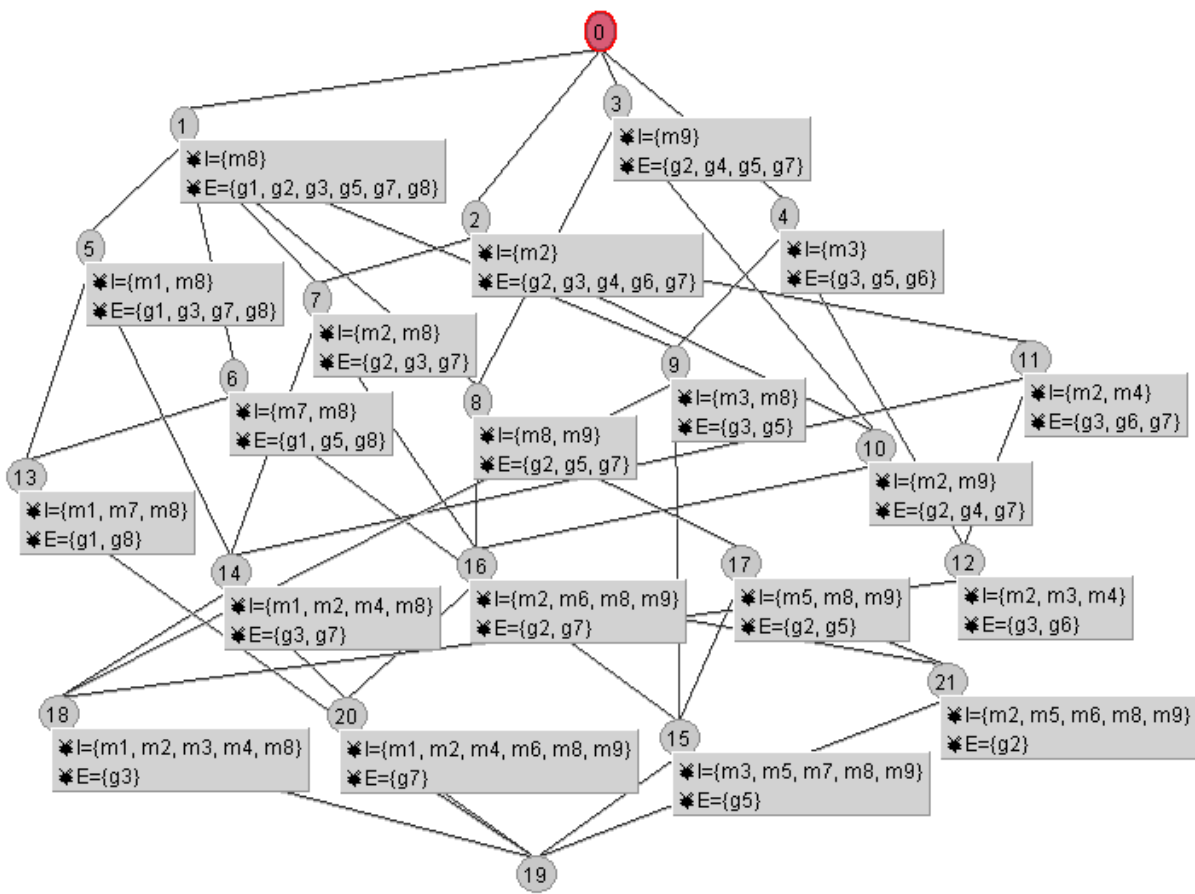 0
3
1
I={m9}
E={g2, g4, g5, g7}
I={m8}
E={g1, g2, g3, g5, g7, g8}
2
4
5
I={m2}
E={g2, g3, g4, g6, g7}
I={m3}
E={g3, g5, g6}
I={m1, m8}
E={g1, g3, g7, g8}
7
I={m2, m8}
E={g2, g3, g7}
6
8
9
11
I={m7, m8}
E={g1, g5, g8}
I={m3, m8}
E={g3, g5}
I={m2, m4}
E={g3, g6, g7}
I={m8, m9}
E={g2, g5, g7}
10
13
I={m2, m9}
E={g2, g4, g7}
I={m1, m7, m8}
E={g1, g8}
14
16
17
12
I={m1, m2, m4, m8}
E={g3, g7}
I={m2, m6, m8, m9}
E={g2, g7}
I={m5, m8, m9}
E={g2, g5}
I={m2, m3, m4}
E={g3, g6}
18
20
15
21
I={m1, m2, m3, m4, m8}
E={g3}
I={m1, m2, m4, m6, m8, m9}
E={g7}
I={m3, m5, m7, m8, m9}
E={g5}
I={m2, m5, m6, m8, m9}
E={g2}
19